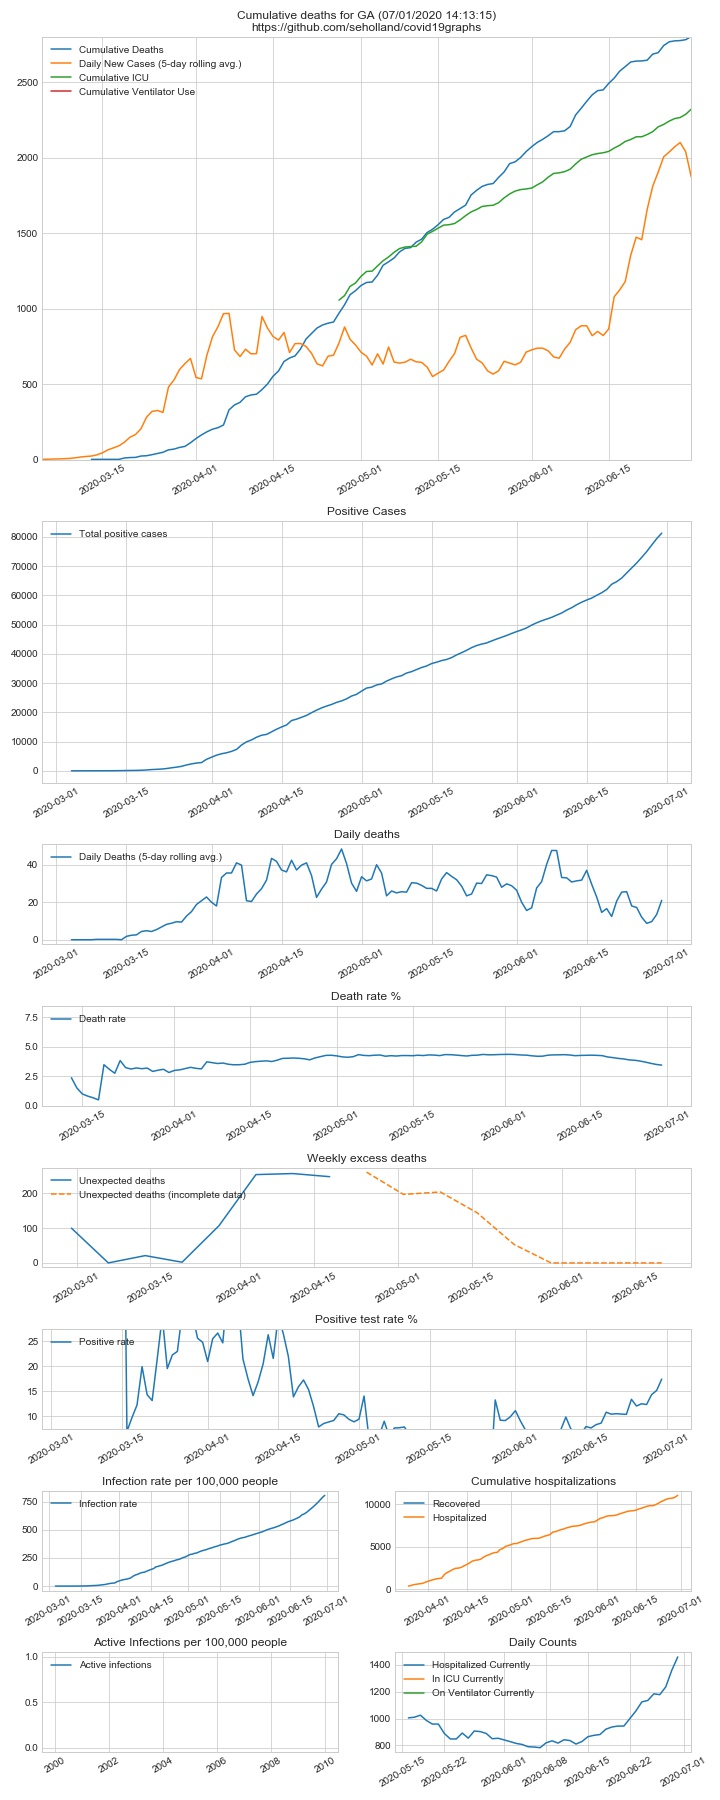 Cumulative deaths for GA (07/01/2020 14:13:15)
https://github.com/seholland/covid19graphs
Cumulative Deaths
Daily New Cases (5-day rolling avg.)
Cumulative ICU
Cumulative Ventilator Use
2500
2000
1500
1000
500
0
2020-03-15 2020-04-01 2020-04-15 2020-05-01 2020-05-15 2020-06-01 2020-06-15
Positive Cases
Total positive cases
80000
70000
60000
50000
40000
30000
20000
10000
0
2020-03-01 2020-03-15 2020-04-01 2020-04-15 2020-05-01 2020-05-15 2020-06-01 2020-06-15 2020-07-01
Daily deaths
Daily Deaths (5-day rolling avg.)
40
20
0
2020-03-01 2020-03-15 2020-04-01 2020-04-15 2020-05-01 2020-05-15 2020-06-01 2020-06-15 2020-07-01
Death rate %
Death rate
7.5
5.0
2.5
0.0
2020-03-15 2020-04-01 2020-04-15 2020-05-01 2020-05-15 2020-06-01 2020-06-15 2020-07-01
Weekly excess deaths
Unexpected deaths
Unexpected deaths (incomplete data)
200
100
0
2020-03-01 2020-03-15 2020-04-01 2020-04-15 2020-05-01 2020-05-15 2020-06-01 2020-06-15
Positive test rate %
Positive rate
25
20
15
10
2020-03-01 2020-03-15 2020-04-01 2020-04-15 2020-05-01 2020-05-15 2020-06-01 2020-06-15 2020-07-01
Infection rate per 100,000 people
Infection rate
750
500
250
0
2020-03-01 2020-03-15 2020-04-01 2020-04-15 2020-05-01 2020-05-15 2020-06-01 2020-06-15 2020-07-01
Cumulative hospitalizations
Recovered
Hospitalized
10000
5000
0
2020-04-01 2020-04-15 2020-05-01 2020-05-15 2020-06-01 2020-06-15 2020-07-01
Active Infections per 100,000 people
Active infections
1.0
0.5
0.0
2000 2002 2004 2006 2008 2010
Daily Counts
Hospitalized Currently
In ICU Currently
On Ventilator Currently
1400
1200
1000
800
2020-05-15 2020-05-22 2020-06-01 2020-06-08 2020-06-15 2020-06-22 2020-07-01